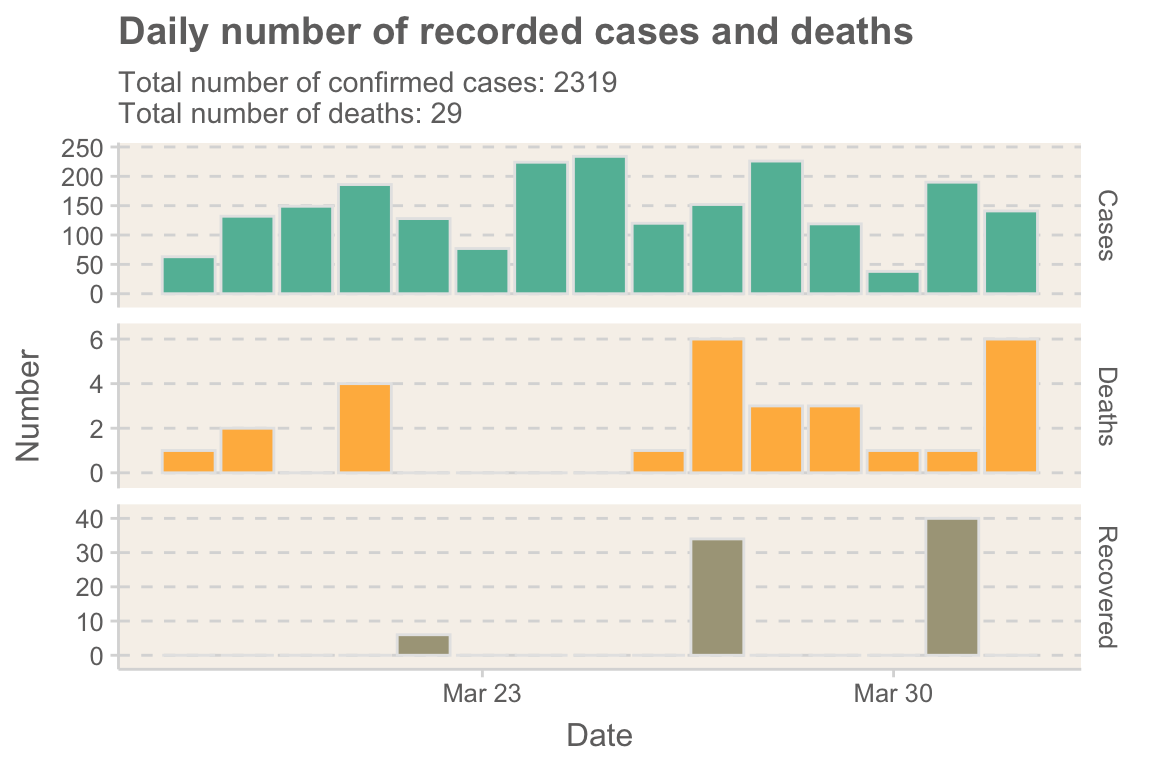 Daily number of recorded cases and deaths
Total number of confirmed cases: 2319
Total number of deaths: 29
250
200
150
100
50
0
Cases
6
4
2
0
Deaths
40
30
20
10
0
Recovered
Number
Mar 23
Mar 30
Date